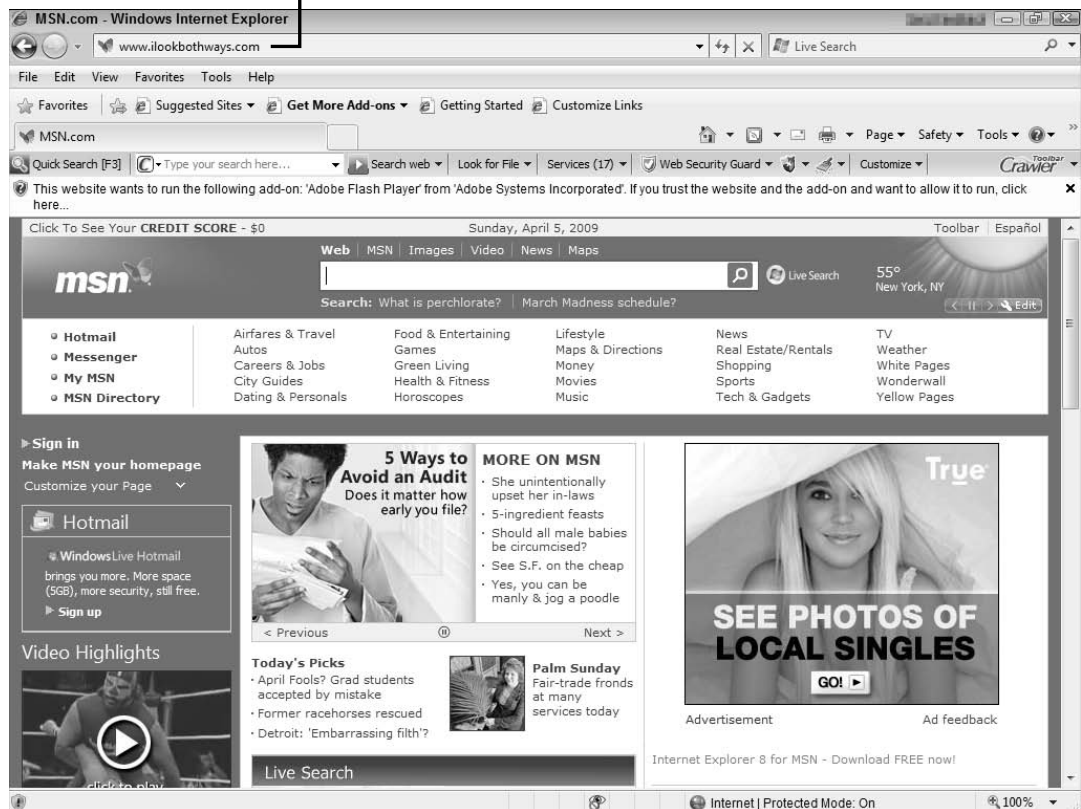 MSN.com - Windows Internet Explorer
www.ilookbothways.com
Live Search
File Edit View Favorites Tools Help
Favorites Suggested Sites Get More Add-ons Getting Started Customize Links
MSN.com
Page Safety Tools
Quick Search [F3] Type your search here... Search web Look for File Services (17) Web Security Guard Customize Crawler Toolbar
This website wants to run the following add-on: 'Adobe Flash Player' from 'Adobe Systems Incorporated'. If you trust the website and the add-on and want to allow it to run, click
here...
Click To See Your CREDIT SCORE - $0 Sunday, April 5, 2009 Toolbar Español
Web MSN Images Video News Maps
msn
Live Search
55°
New York, NY
Edit
Search: What is perchlorate? March Madness schedule?
Hotmail
Messenger
My MSN
MSN Directory
Airfares & Travel
Autos
Careers & Jobs
City Guides
Dating & Personals
Food & Entertaining
Games
Green Living
Health & Fitness
Horoscopes
Lifestyle
Maps & Directions
Money
Movies
Music
News
Real Estate/Rentals
Shopping
Sports
Tech & Gadgets
TV
Weather
White Pages
Wonderwall
Yellow Pages
Sign in
Make MSN your homepage
Customize your Page
Hotmail
WindowsLive Hotmail
brings you more. More space
(5GB), more security, still free.
Sign up
Video Highlights
click to play
5 Ways to
Avoid an Audit
Does it matter how
early you file?
MORE ON MSN
· She unintentionally
upset her in-laws
· 5-ingredient feasts
· Should all male babies
be circumcised?
· See S.F. on the cheap
· Yes, you can be
manly & jog a poodle
< Previous Next >
Today's Picks
· April Fools? Grad students
accepted by mistake
· Former racehorses rescued
· Detroit: 'Embarrassing filth'?
Palm Sunday
Fair-trade fronds
at many
services today
Live Search
True
SEE PHOTOS OF
LOCAL SINGLES
GO!
Advertisement Ad feedback
Internet Explorer 8 for MSN - Download FREE now!
Internet | Protected Mode: On 100%